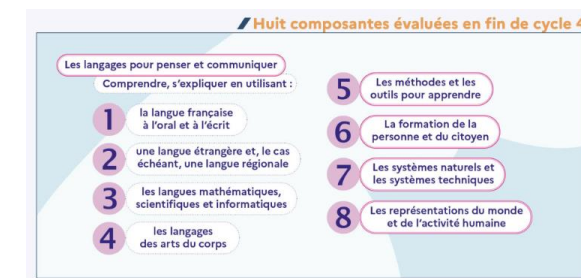 Huit composantes évaluées en fin de cycle 4
Les langages pour penser et communiquer
Comprendre, s'expliquer en utilisant :
1
la langue française
à l'oral et à l'écrit
2
une langue étrangère et, le cas
échéant, une langue régionale
3
les langues mathématiques,
scientifiques et informatiques
4
les langages
des arts du corps
5
Les méthodes et les
outils pour apprendre
6
La formation de la
personne et du citoyen
7
Les systèmes naturels et
les systèmes techniques
8
Les représentations du monde
et de l'activité humaine